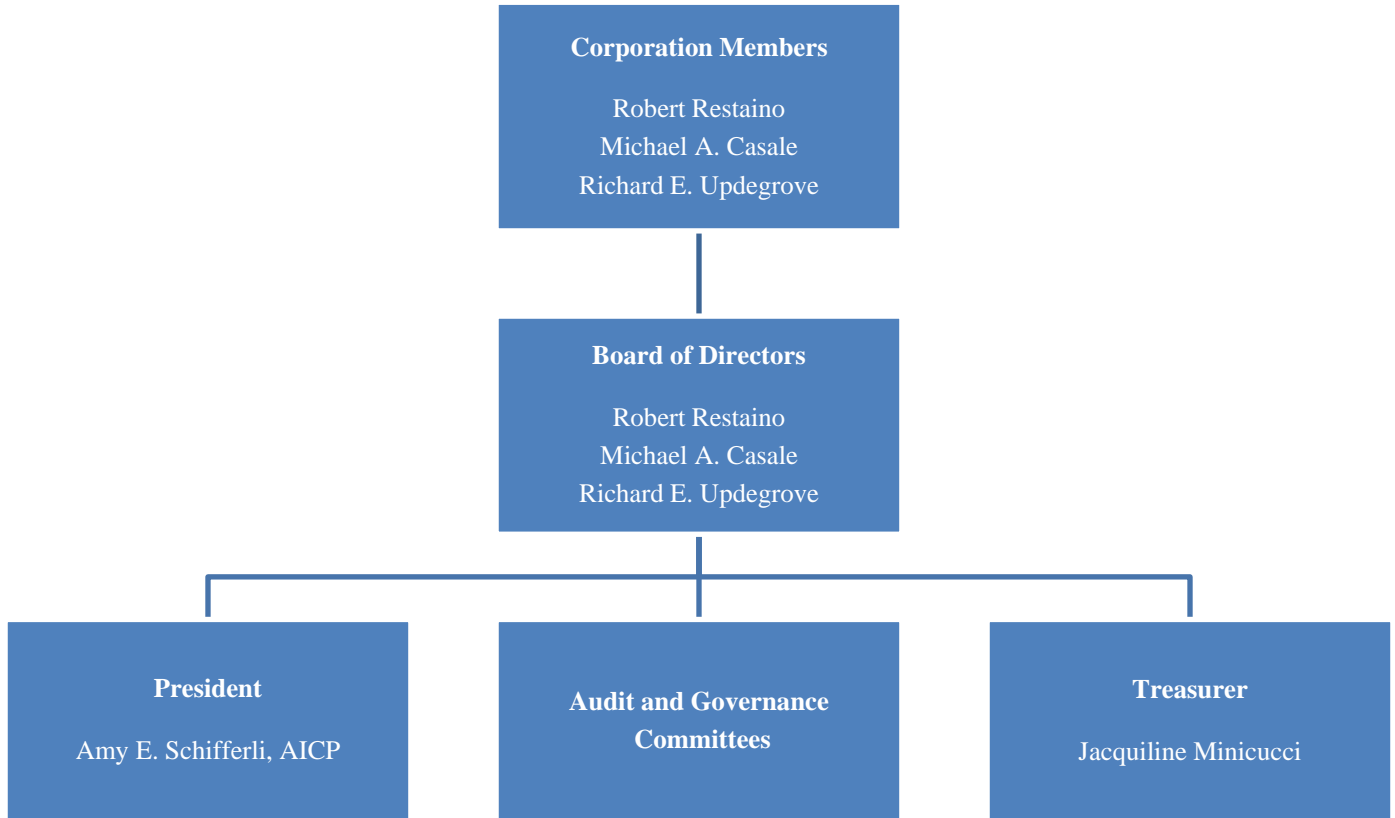 Corporation Members
Robert Restaino
Michael A. Casale
Richard E. Updegrove
Board of Directors
Robert Restaino
Michael A. Casale
Richard E. Updegrove
President
Amy E. Schifferli, AICP
Audit and Governance
Committees
Treasurer
Jacquiline Minicucci